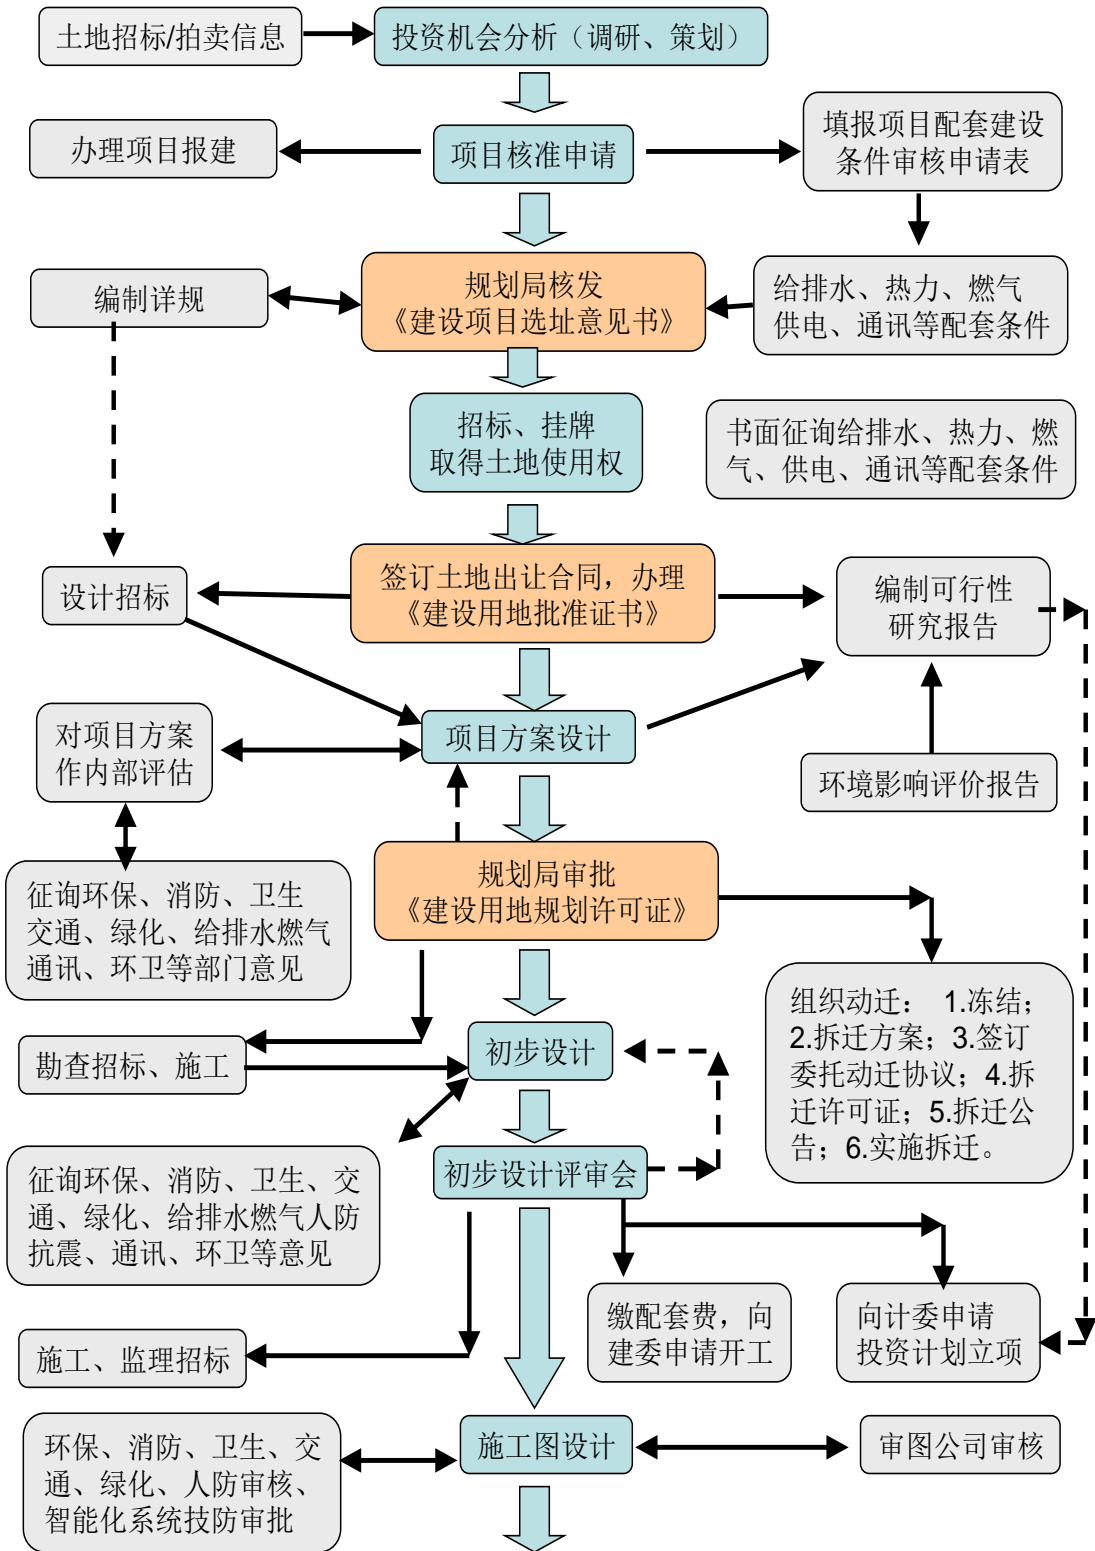 土地招标/拍卖信息
投资机会分析（调研、策划）
办理项目报建
项目核准申请
填报项目配套建设
条件审核申请表
编制详规
规划局核发
《建设项目选址意见书》
给排水、热力、燃气
供电、通讯等配套条件
招标、挂牌
取得土地使用权
书面征询给排水、热力、燃
气、供电、通讯等配套条件
设计招标
签订土地出让合同，办理
《建设用地批准证书》
编制可行性
研究报告
对项目方案
作内部评估
项目方案设计
环境影响评价报告
征询环保、消防、卫生
交通、绿化、给排水燃气
通讯、环卫等部门意见
规划局审批
《建设用地规划许可证》
组织动迁： 1.冻结；
2.拆迁方案；3.签订
委托动迁协议；4.拆
迁许可证；5.拆迁公
告；6.实施拆迁。
勘查招标、施工
初步设计
征询环保、消防、卫生、交
通、绿化、给排水燃气人防
抗震、通讯、环卫等意见
初步设计评审会
缴配套费，向
建委申请开工
向计委申请
投资计划立项
施工、监理招标
环保、消防、卫生、交
通、绿化、人防审核、
智能化系统技防审批
施工图设计
审图公司审核